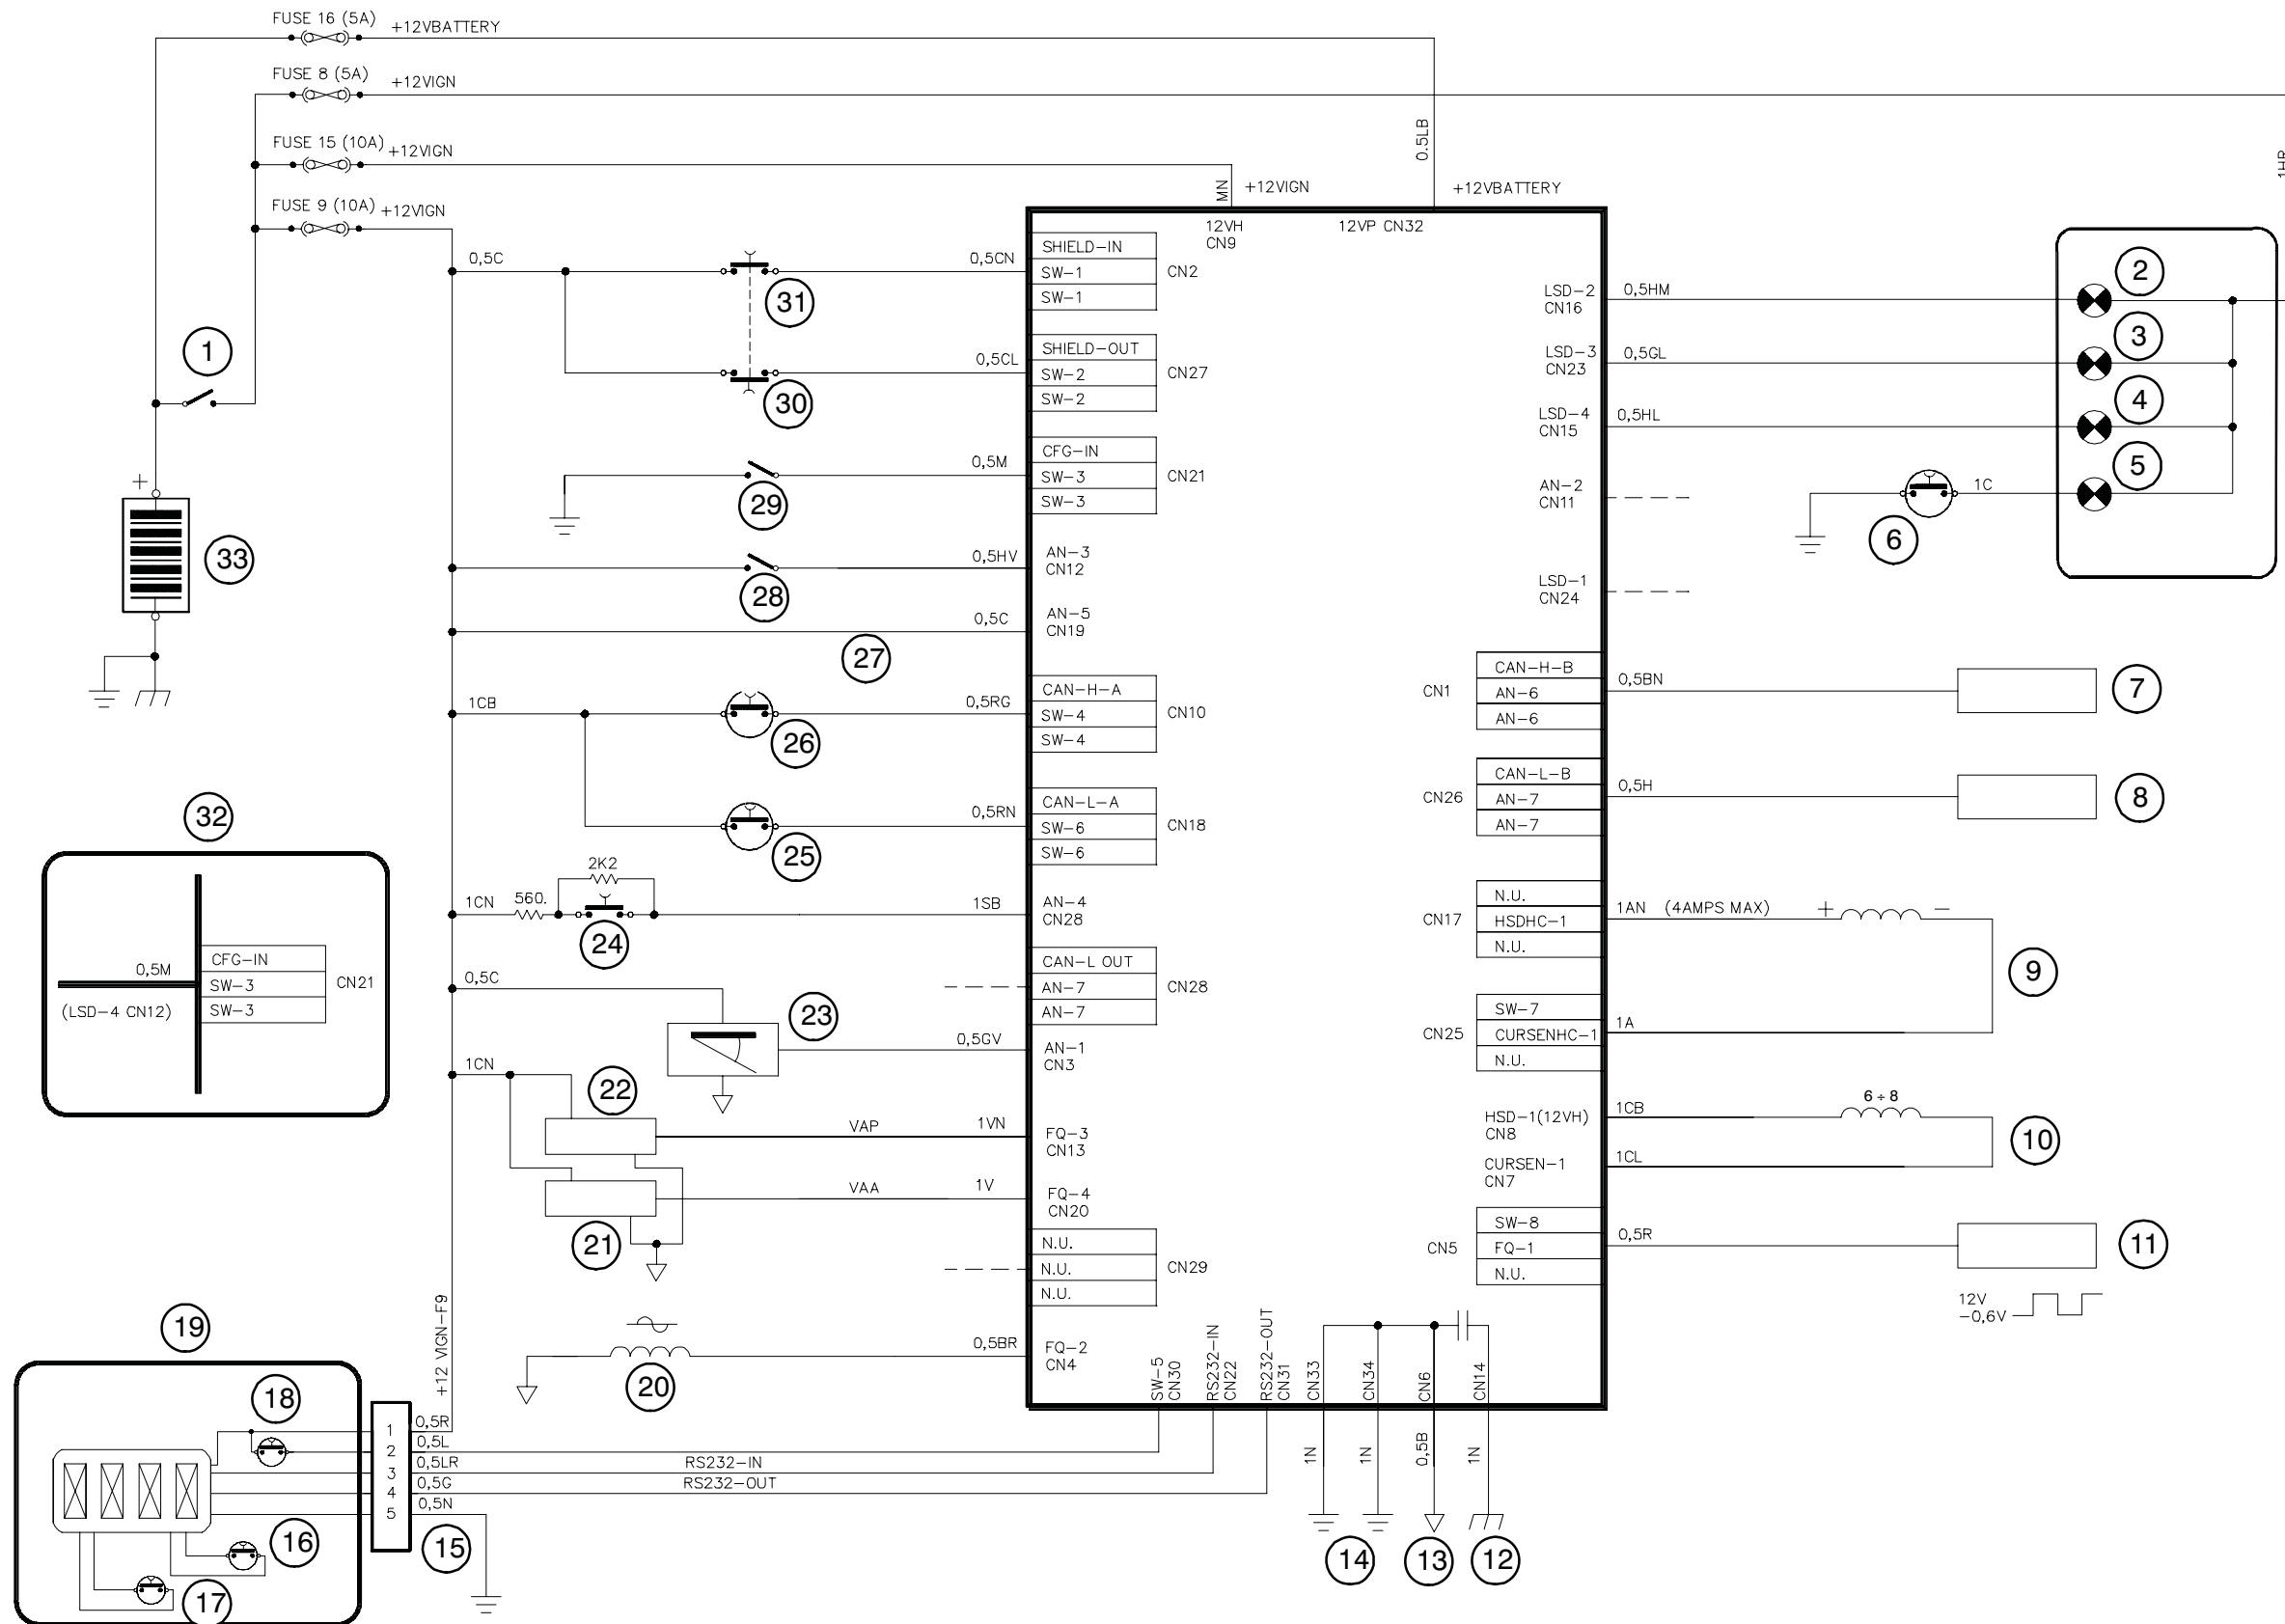 FUSE 16 (5A) +12VBATTERY
FUSE 8 (5A) +12VIGN
FUSE 15 (10A) +12VIGN
FUSE 9 (10A) +12VIGN
0.5LB
1HR
MN +12VIGN
+12VBATTERY
12VH
CN9
12VP CN32
0,5C
0,5CN
SHIELD-IN
SW-1
SW-1
CN2
31
0,5CL
SHIELD-OUT
SW-2
SW-2
CN27
30
0,5M
CFG-IN
SW-3
SW-3
CN21
29
0,5HV
AN-3
CN12
28
0,5C
AN-5
CN19
27
1CB
0,5RG
CAN-H-A
SW-4
SW-4
CN10
26
0,5RN
CAN-L-A
SW-6
SW-6
CN18
25
2K2
1CN
560.
1SB
AN-4
CN28
24
0,5C
CAN-L OUT
AN-7
AN-7
CN28
23
0,5GV
AN-1
CN3
1CN
22
VAP
1VN
FQ-3
CN13
VAA
1V
FQ-4
CN20
21
N.U.
N.U.
N.U.
CN29
0,5BR
FQ-2
CN4
20
1
+
33
32
0,5M
(LSD-4 CN12)
CFG-IN
SW-3
SW-3
CN21
19
+12 VIGN-F9
18
1 0,5R
2 0,5L
3 0,5LR
4 0,5G
5 0,5N
RS232-IN
RS232-OUT
16
17
15
SW-5
CN30
RS232-IN
CN22
RS232-OUT
CN31
CN33
CN34
CN6
CN14
1N
1N
0,5B
1N
14
13
12
LSD-2
CN16
0,5HM
2
LSD-3
CN23
0,5GL
3
LSD-4
CN15
0,5HL
4
AN-2
CN11
1C
5
6
LSD-1
CN24
CN1
CAN-H-B
AN-6
AN-6
0,5BN
7
CN26
CAN-L-B
AN-7
AN-7
0,5H
8
CN17
N.U.
HSDHC-1
N.U.
1AN (4AMPS MAX) + −
9
CN25
SW-7
CURSENHC-1
N.U.
1A
HSD-1(12VH)
CN8
1CB
6 ÷ 8
10
CURSEN-1
CN7
1CL
CN5
SW-8
FQ-1
N.U.
0,5R
11
12V
-0,6V